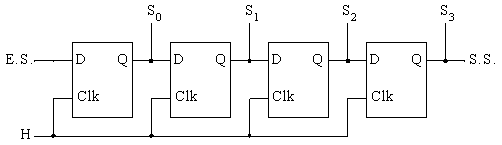 S0 S1 S2 S3
E.S. D Q D Q D Q D Q S.S.
Clk Clk Clk Clk
H